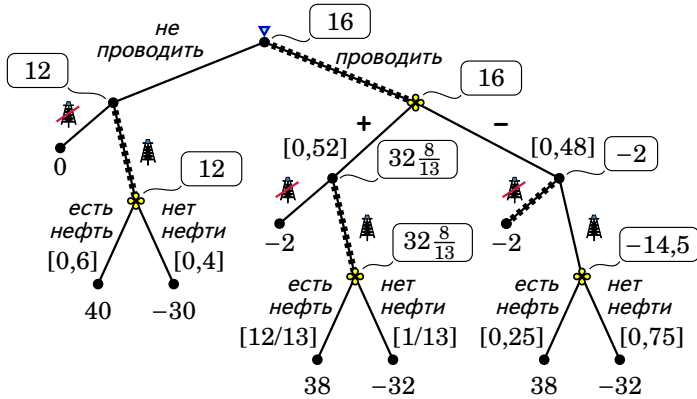 не
проводить
16
проводить
12
16
+
−
0
[0,52]
32 8/13
[0,48]
−2
12
есть
нефть
нет
нефти
[0,6]
[0,4]
40
−30
−2
32 8/13
−2
−14,5
есть
нефть
нет
нефти
[12/13]
[1/13]
38
−32
есть
нефть
нет
нефти
[0,25]
[0,75]
38
−32